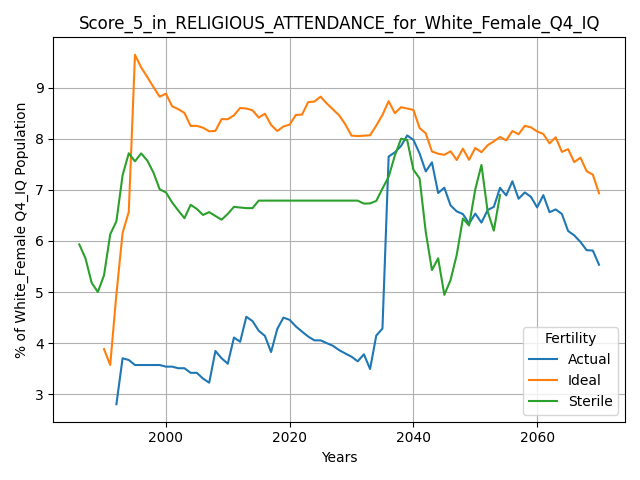 Score_5_in_RELIGIOUS_ATTENDANCE_for_White_Female_Q4_IQ
% of White_Female Q4_IQ Population
9
8
7
6
5
4
3
Fertility
Actual
Ideal
Sterile
2000
2020
2040
2060
Years